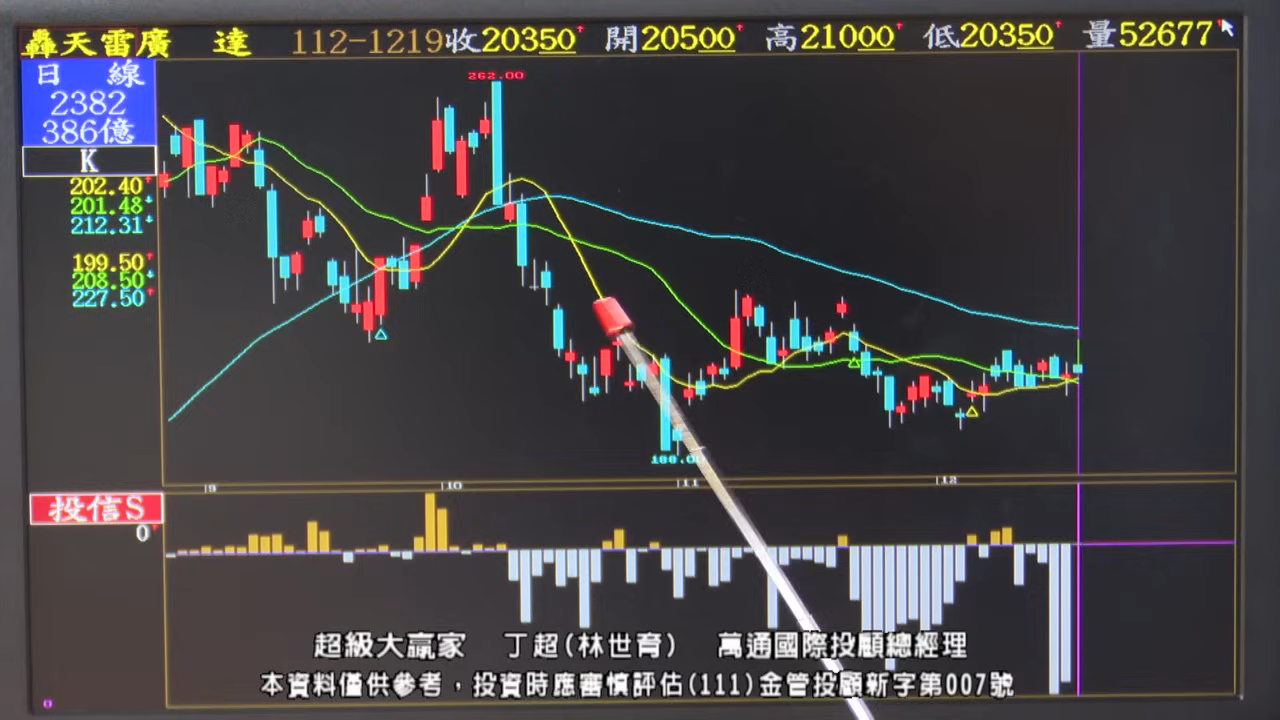 轟天雷廣 達 112-1219收20350↑ 開20500↑ 高21000↑ 低20350↑ 量52677↑
日 線
2382
386億
K
202.40↑
201.48↓
212.31↓
199.50↑
208.50↓
227.50↑
262.00
9 10 11 12
投信S
0↑
超級大贏家 丁超(林世育) 萬通國際投顧總經理
本資料僅供參考,投資時應審慎評估(111)金管投顧新字第007號
0